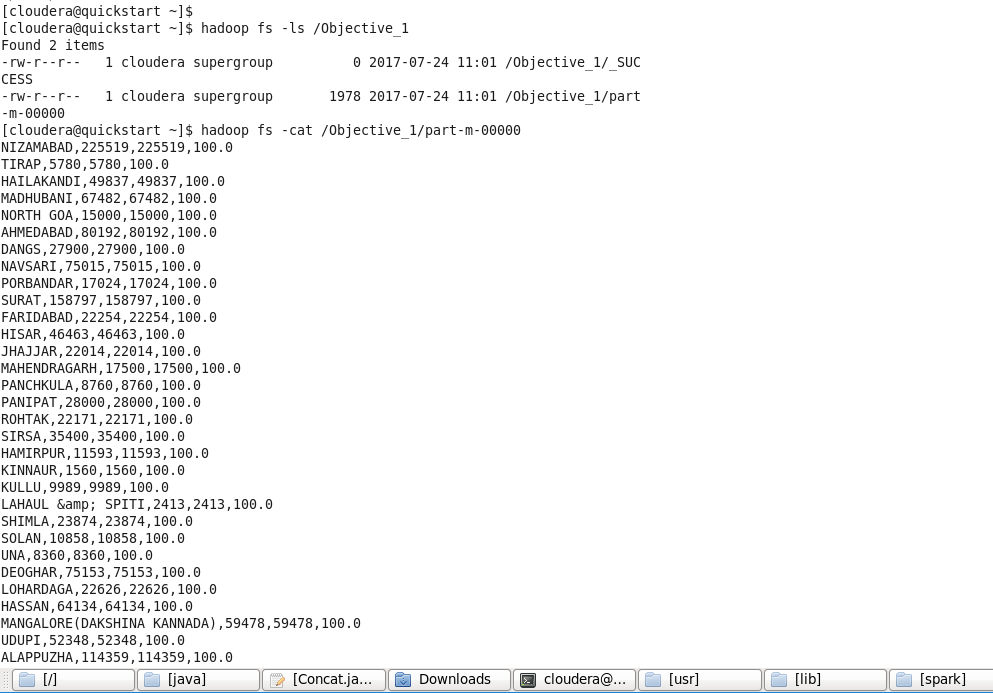 [cloudera@quickstart ~]$
[cloudera@quickstart ~]$ hadoop fs -ls /Objective_1
Found 2 items
-rw-r--r--   1 cloudera supergroup          0 2017-07-24 11:01 /Objective_1/_SUC
CESS
-rw-r--r--   1 cloudera supergroup       1978 2017-07-24 11:01 /Objective_1/part
-m-00000
[cloudera@quickstart ~]$ hadoop fs -cat /Objective_1/part-m-00000
NIZAMABAD,225519,225519,100.0
TIRAP,5780,5780,100.0
HAILAKANDI,49837,49837,100.0
MADHUBANI,67482,67482,100.0
NORTH GOA,15000,15000,100.0
AHMEDABAD,80192,80192,100.0
DANGS,27900,27900,100.0
NAVSARI,75015,75015,100.0
PORBANDAR,17024,17024,100.0
SURAT,158797,158797,100.0
FARIDABAD,22254,22254,100.0
HISAR,46463,46463,100.0
JHAJJAR,22014,22014,100.0
MAHENDRAGARH,17500,17500,100.0
PANCHKULA,8760,8760,100.0
PANIPAT,28000,28000,100.0
ROHTAK,22171,22171,100.0
SIRSA,35400,35400,100.0
HAMIRPUR,11593,11593,100.0
KINNAUR,1560,1560,100.0
KULLU,9989,9989,100.0
LAHAUL &amp; SPITI,2413,2413,100.0
SHIMLA,23874,23874,100.0
SOLAN,10858,10858,100.0
UNA,8360,8360,100.0
DEOGHAR,75153,75153,100.0
LOHARDAGA,22626,22626,100.0
HASSAN,64134,64134,100.0
MANGALORE(DAKSHINA KANNADA),59478,59478,100.0
UDUPI,52348,52348,100.0
ALAPPUZHA,114359,114359,100.0
[/] [java] [Concat.ja... Downloads cloudera@... [usr] [lib] [spark]